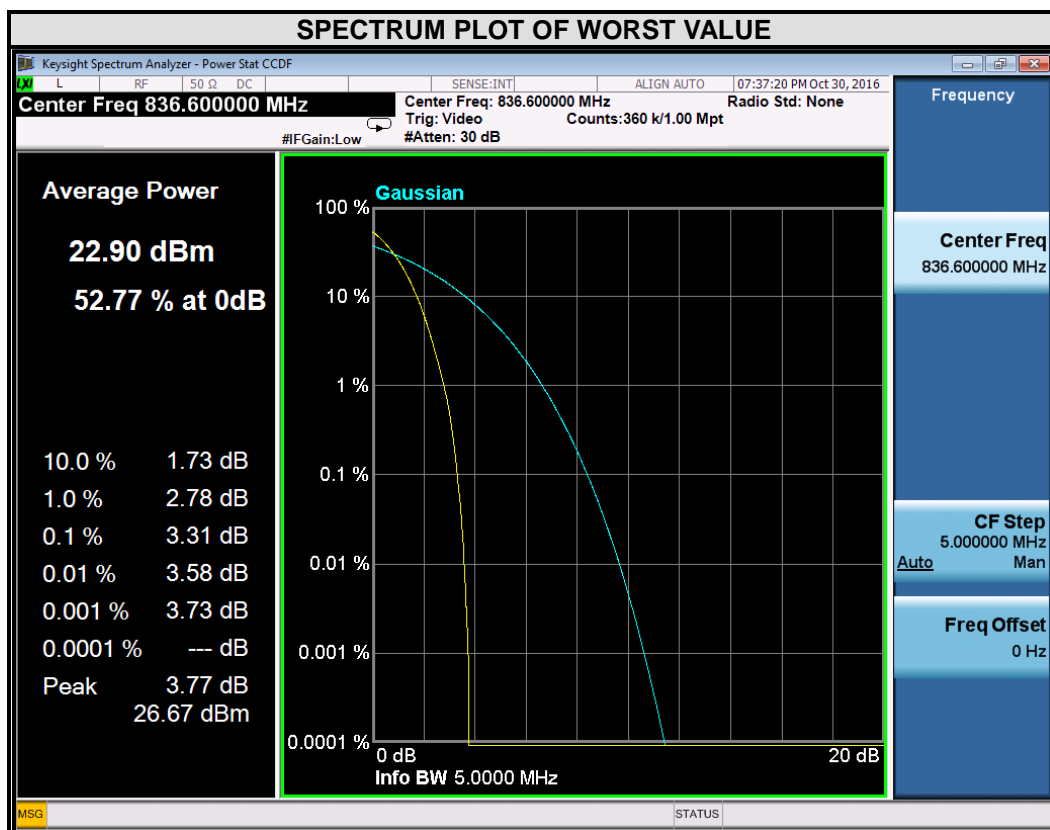 SPECTRUM PLOT OF WORST VALUE
Keysight Spectrum Analyzer - Power Stat CCDF
LXI L RF 50 Ω DC SENSE:INT ALIGN AUTO 07:37:20 PM Oct 30, 2016
Center Freq 836.600000 MHz
#IFGain:Low
Center Freq: 836.600000 MHz Radio Std: None
Trig: Video Counts:360 k/1.00 Mpt
#Atten: 30 dB
Average Power
22.90 dBm
52.77 % at 0dB
10.0 % 1.73 dB
1.0 % 2.78 dB
0.1 % 3.31 dB
0.01 % 3.58 dB
0.001 % 3.73 dB
0.0001 % --- dB
Peak 3.77 dB
26.67 dBm
Gaussian
100 %
10 %
1 %
0.1 %
0.01 %
0.001 %
0.0001 %
0 dB 20 dB
Info BW 5.0000 MHz
Frequency
Center Freq
836.600000 MHz
CF Step
5.000000 MHz
Auto Man
Freq Offset
0 Hz
MSG STATUS